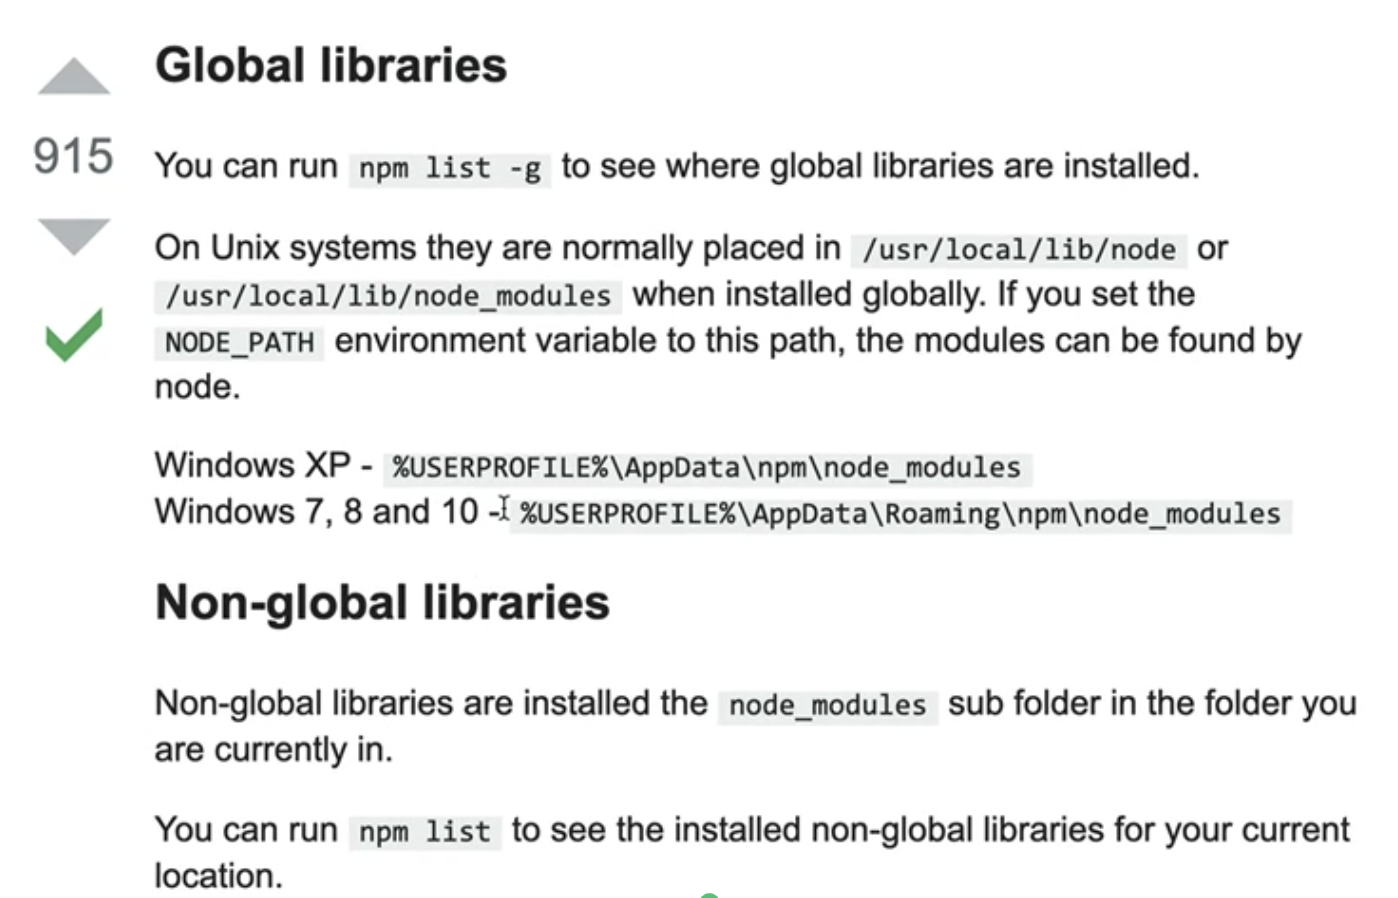 Global libraries
915
You can run npm list -g to see where global libraries are installed.
On Unix systems they are normally placed in /usr/local/lib/node or
/usr/local/lib/node_modules when installed globally. If you set the
NODE_PATH environment variable to this path, the modules can be found by
node.
Windows XP - %USERPROFILE%\AppData\npm\node_modules
Windows 7, 8 and 10 - %USERPROFILE%\AppData\Roaming\npm\node_modules
Non-global libraries
Non-global libraries are installed the node_modules sub folder in the folder you
are currently in.
You can run npm list to see the installed non-global libraries for your current
location.